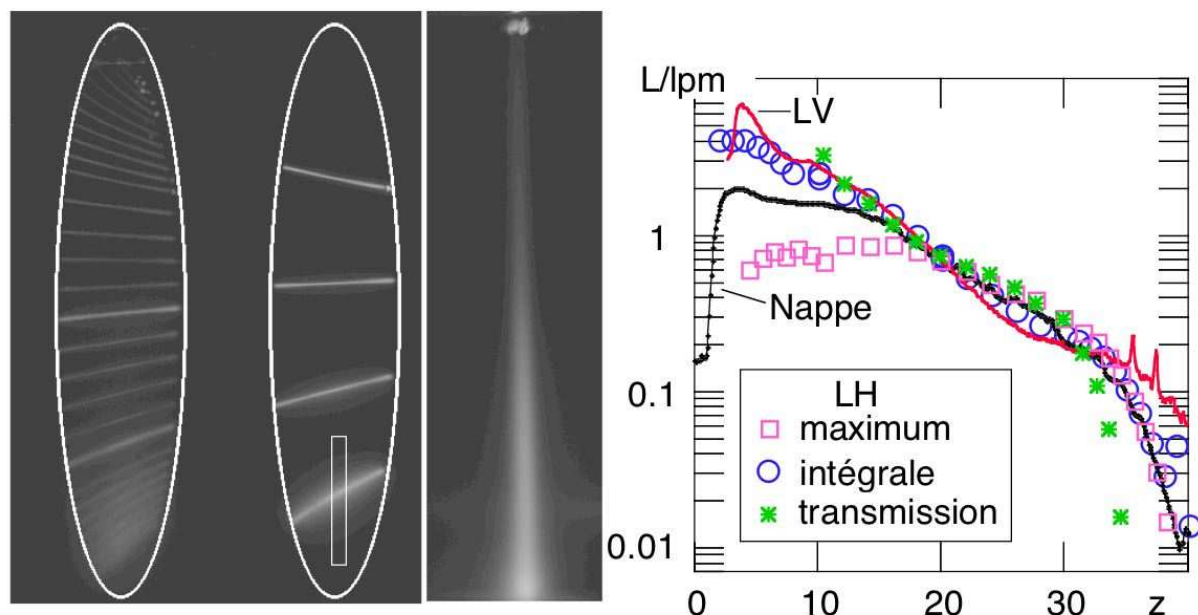 L/lpm
LV
1
Nappe
0.1
LH
maximum
intégrale
transmission
0.01
0 10 20 30 z